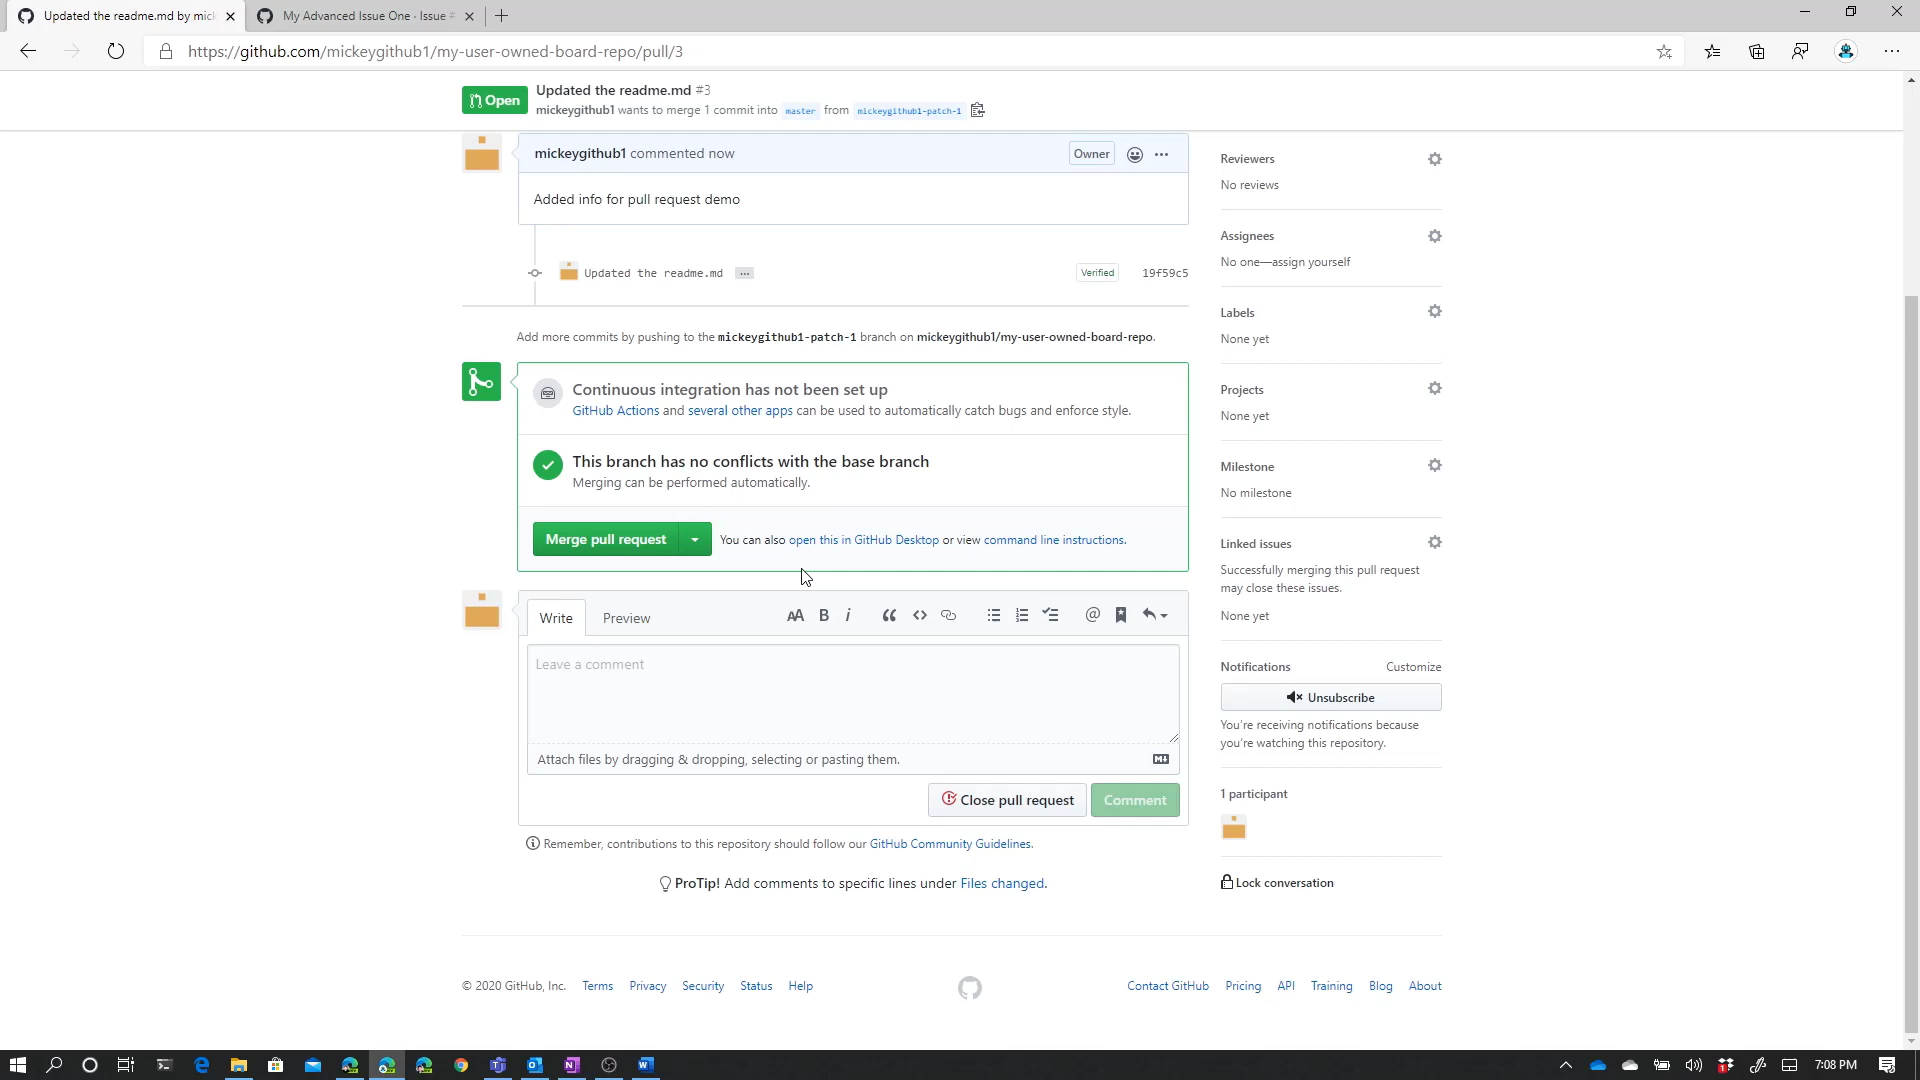 Updated the readme.md by mick
My Advanced Issue One · Issue #
https://github.com/mickeygithub1/my-user-owned-board-repo/pull/3
Open
Updated the readme.md #3
mickeygithub1 wants to merge 1 commit into master from mickeygithub1-patch-1
mickeygithub1 commented now
Owner
Added info for pull request demo
Updated the readme.md
Verified
19f59c5
Add more commits by pushing to the mickeygithub1-patch-1 branch on mickeygithub1/my-user-owned-board-repo.
Continuous integration has not been set up
GitHub Actions and several other apps can be used to automatically catch bugs and enforce style.
This branch has no conflicts with the base branch
Merging can be performed automatically.
Merge pull request
You can also open this in GitHub Desktop or view command line instructions.
Write
Preview
Leave a comment
Attach files by dragging & dropping, selecting or pasting them.
Close pull request
Comment
Remember, contributions to this repository should follow our GitHub Community Guidelines.
ProTip! Add comments to specific lines under Files changed.
Reviewers
No reviews
Assignees
No one—assign yourself
Labels
None yet
Projects
None yet
Milestone
No milestone
Linked issues
Successfully merging this pull request
may close these issues.
None yet
Notifications
Customize
Unsubscribe
You're receiving notifications because
you're watching this repository.
1 participant
Lock conversation
© 2020 GitHub, Inc.
Terms
Privacy
Security
Status
Help
Contact GitHub
Pricing
API
Training
Blog
About
7:08 PM